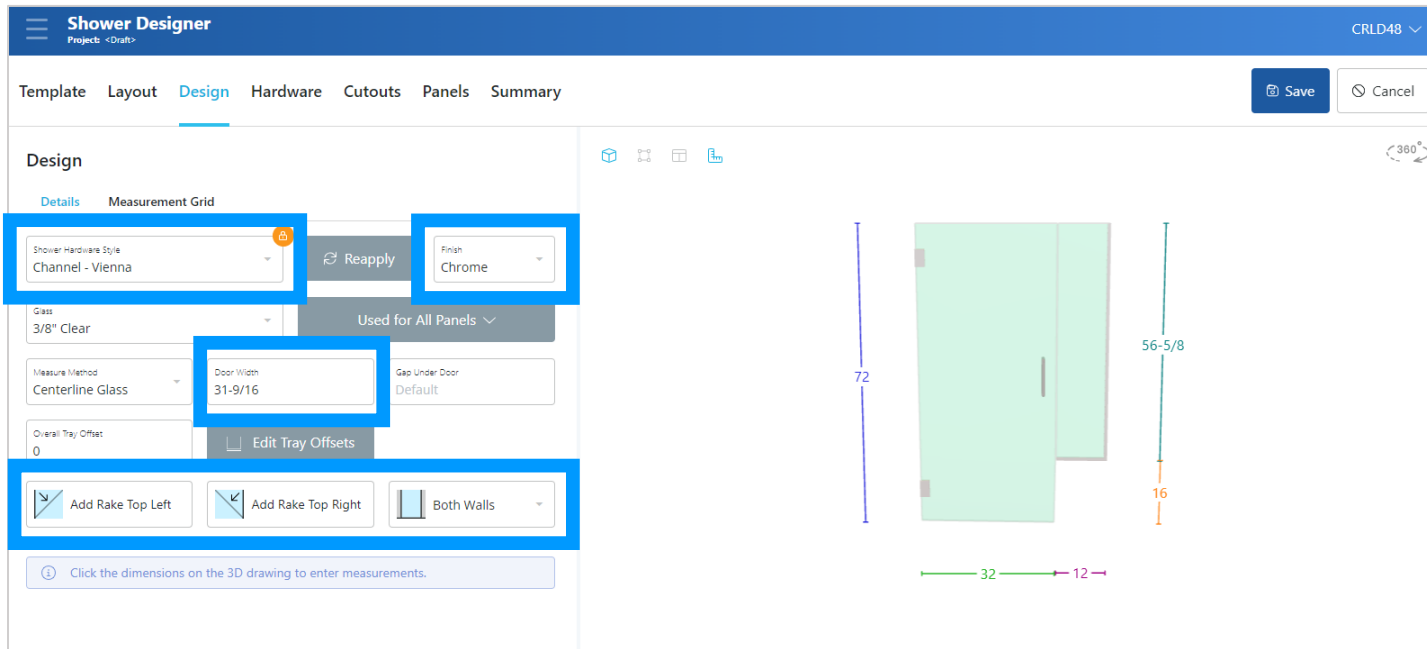 Shower Designer
Project: <Draft>
CRLD48
Template Layout Design Hardware Cutouts Panels Summary
Save Cancel
Design
360°
Details Measurement Grid
Shower Hardware Style
Channel - Vienna
Reapply
Finish
Chrome
Glass
3/8" Clear
Used for All Panels
Measure Method
Centerline Glass
Door Width
31-9/16
Gap Under Door
Default
Overall Tray Offset
0
Edit Tray Offsets
Add Rake Top Left Add Rake Top Right Both Walls
Click the dimensions on the 3D drawing to enter measurements.
72
56-5/8
16
32 12